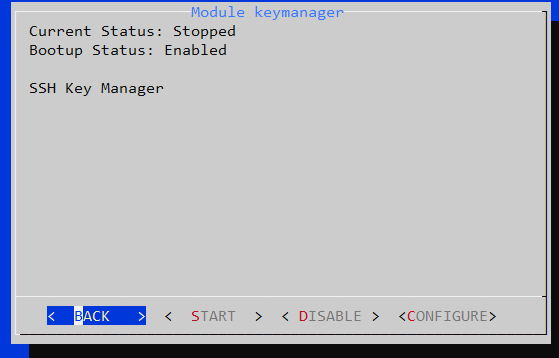 Module keymanager
Current Status: Stopped
Bootup Status: Enabled
SSH Key Manager
<  BACK  > <  START  > < DISABLE > <CONFIGURE>